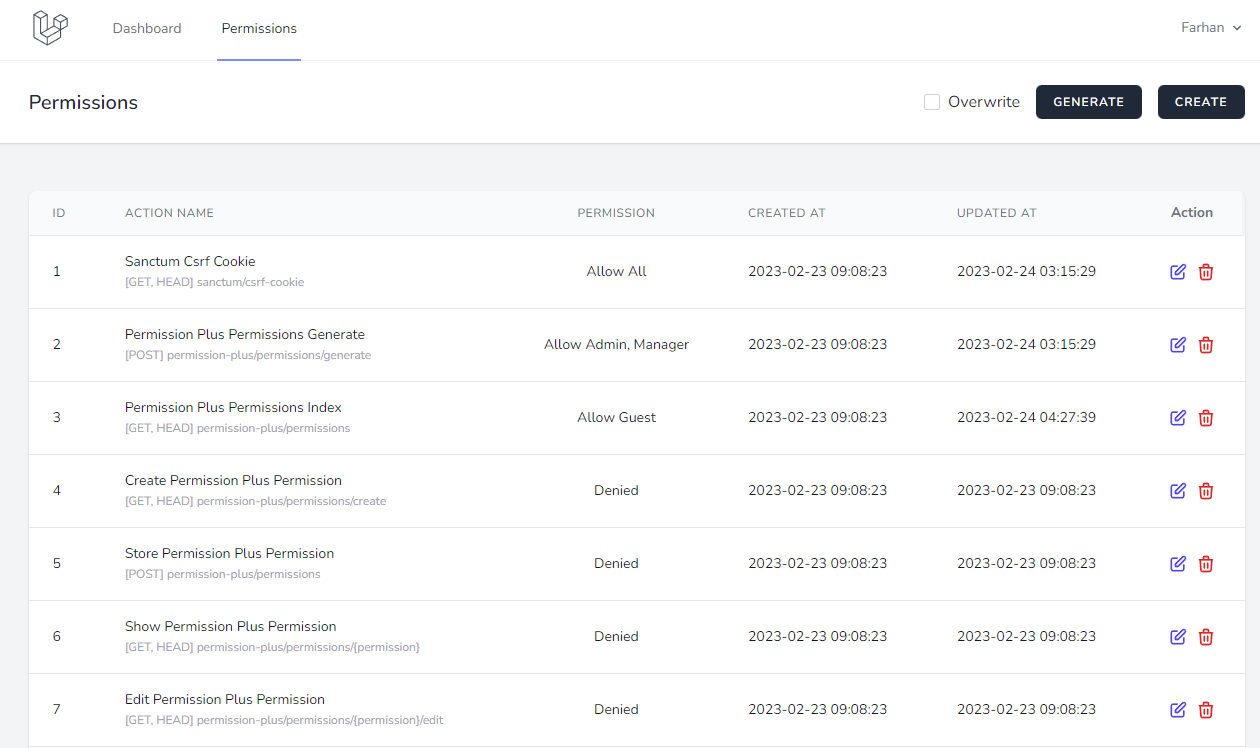 Dashboard Permissions Farhan
Permissions Overwrite GENERATE CREATE
ID ACTION NAME PERMISSION CREATED AT UPDATED AT Action
1 Sanctum Csrf Cookie Allow All 2023-02-23 09:08:23 2023-02-24 03:15:29
[GET, HEAD] sanctum/csrf-cookie
2 Permission Plus Permissions Generate Allow Admin, Manager 2023-02-23 09:08:23 2023-02-24 03:15:29
[POST] permission-plus/permissions/generate
3 Permission Plus Permissions Index Allow Guest 2023-02-23 09:08:23 2023-02-24 04:27:39
[GET, HEAD] permission-plus/permissions
4 Create Permission Plus Permission Denied 2023-02-23 09:08:23 2023-02-23 09:08:23
[GET, HEAD] permission-plus/permissions/create
5 Store Permission Plus Permission Denied 2023-02-23 09:08:23 2023-02-23 09:08:23
[POST] permission-plus/permissions
6 Show Permission Plus Permission Denied 2023-02-23 09:08:23 2023-02-23 09:08:23
[GET, HEAD] permission-plus/permissions/{permission}
7 Edit Permission Plus Permission Denied 2023-02-23 09:08:23 2023-02-23 09:08:23
[GET, HEAD] permission-plus/permissions/{permission}/edit